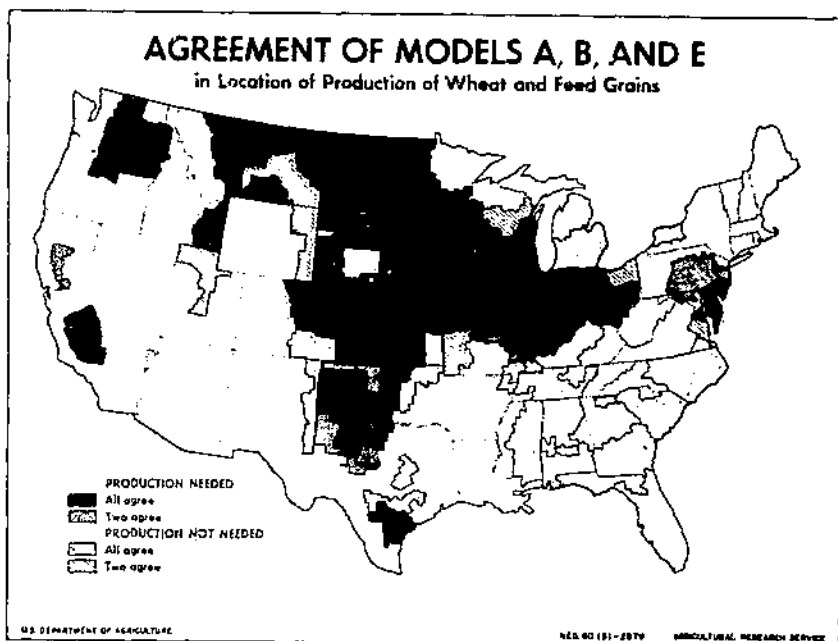 AGREEMENT OF MODELS A, B, AND E
in Location of Production of Wheat and Feed Grains
PRODUCTION NEEDED
All agree
Two agree
PRODUCTION NOT NEEDED
All agree
Two agree
U.S. DEPARTMENT OF AGRICULTURE
AGRICULTURAL RESEARCH SERVICE